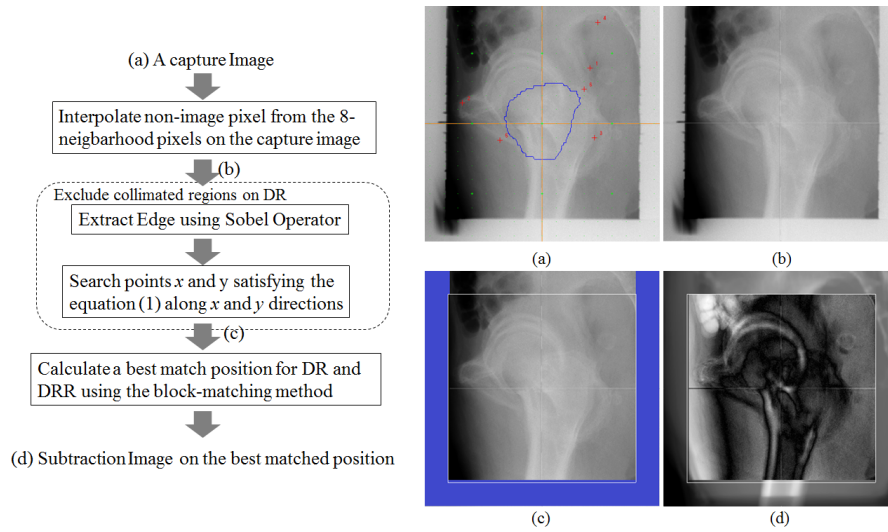 (a) A capture Image
Interpolate non-image pixel from the 8-
neigbarhood pixels on the capture image
(b)
Exclude collimated regions on DR
Extract Edge using Sobel Operator
Search points x and y satisfying the
equation (1) along x and y directions
(c)
Calculate a best match position for DR and
DRR using the block-matching method
(d) Subtraction Image on the best matched position
(a)
(b)
(c)
(d)